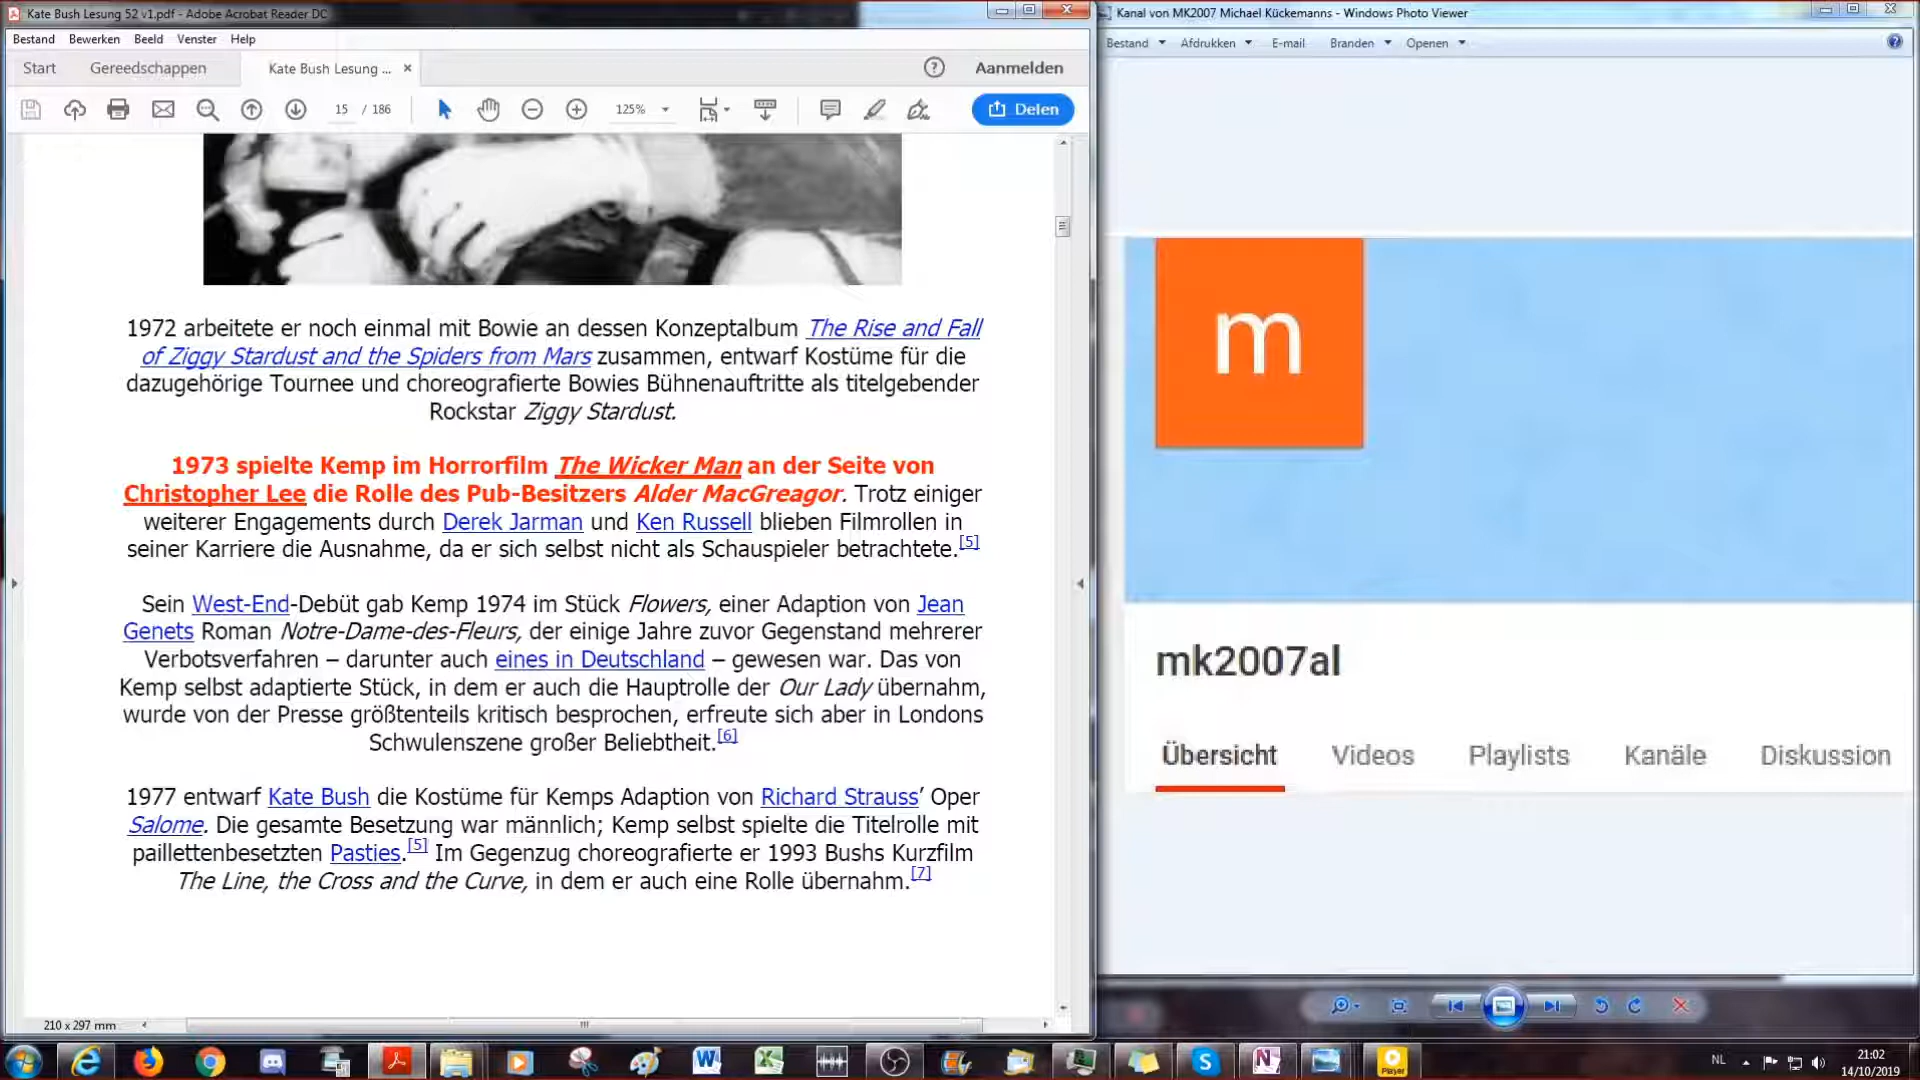 Kate Bush Lesung 52 v1.pdf - Adobe Acrobat Reader DC
Bestand Bewerken Beeld Venster Help
Start Gereedschappen Kate Bush Lesung ... × ? Aanmelden
15 / 186 125% Delen
1972 arbeitete er noch einmal mit Bowie an dessen Konzeptalbum The Rise and Fall
of Ziggy Stardust and the Spiders from Mars zusammen, entwarf Kostüme für die
dazugehörige Tournee und choreografierte Bowies Bühnenauftritte als titelgebender
Rockstar Ziggy Stardust.
1973 spielte Kemp im Horrorfilm The Wicker Man an der Seite von
Christopher Lee die Rolle des Pub-Besitzers Alder MacGreagor. Trotz einiger
weiterer Engagements durch Derek Jarman und Ken Russell blieben Filmrollen in
seiner Karriere die Ausnahme, da er sich selbst nicht als Schauspieler betrachtete.[5]
Sein West-End-Debüt gab Kemp 1974 im Stück Flowers, einer Adaption von Jean
Genets Roman Notre-Dame-des-Fleurs, der einige Jahre zuvor Gegenstand mehrerer
Verbotsverfahren – darunter auch eines in Deutschland – gewesen war. Das von
Kemp selbst adaptierte Stück, in dem er auch die Hauptrolle der Our Lady übernahm,
wurde von der Presse größtenteils kritisch besprochen, erfreute sich aber in Londons
Schwulenszene großer Beliebtheit.[6]
1977 entwarf Kate Bush die Kostüme für Kemps Adaption von Richard Strauss’ Oper
Salome. Die gesamte Besetzung war männlich; Kemp selbst spielte die Titelrolle mit
paillettenbesetzten Pasties.[5] Im Gegenzug choreografierte er 1993 Bushs Kurzfilm
The Line, the Cross and the Curve, in dem er auch eine Rolle übernahm.[7]
210 x 297 mm
Kanal von MK2007 Michael Kückemanns - Windows Photo Viewer
Bestand Afdrukken E-mail Branden Openen
m
mk2007al
Übersicht Videos Playlists Kanäle Diskussion
Player
NL
21:02
14/10/2019